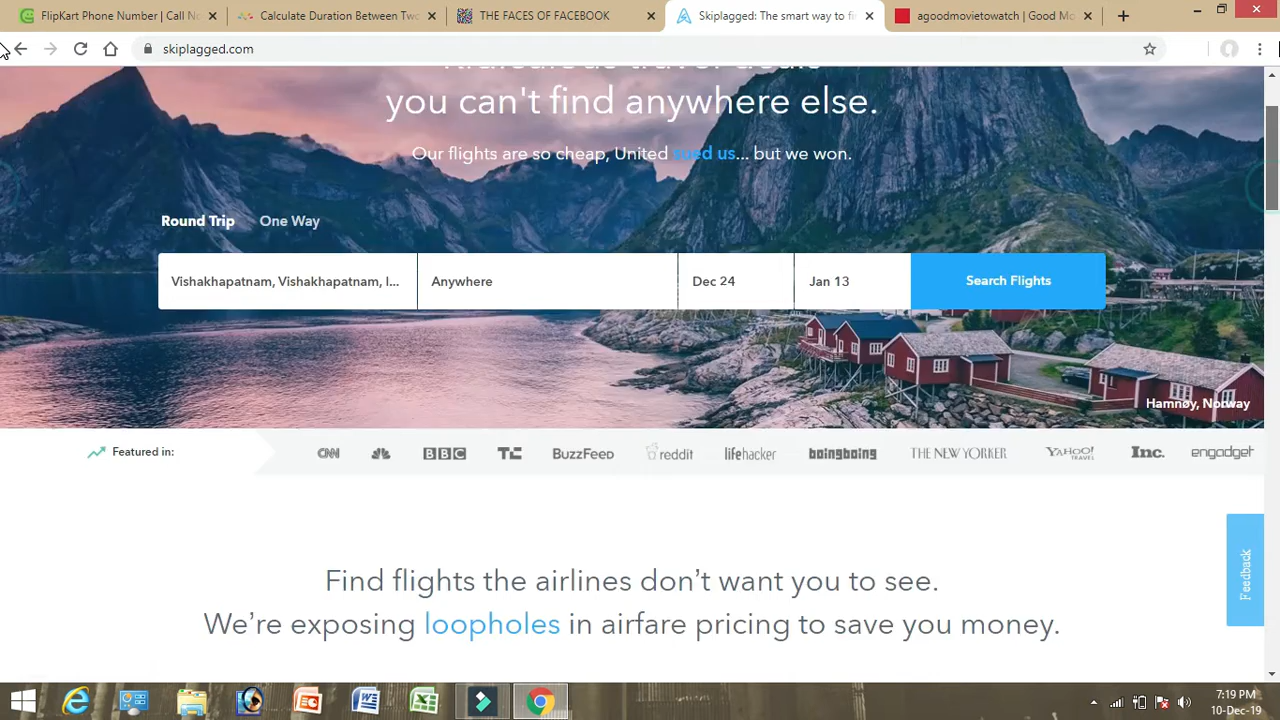 FlipKart Phone Number | Call No
Calculate Duration Between Two
THE FACES OF FACEBOOK
Skiplagged: The smart way to fi
agoodmovietowatch | Good Mo
skiplagged.com
you can't find anywhere else.
Our flights are so cheap, United sued us... but we won.
Round Trip
One Way
Vishakhapatnam, Vishakhapatnam, I...
Anywhere
Dec 24
Jan 13
Search Flights
Hamnøy, Norway
Featured in:
CNN
BBC
TC
BuzzFeed
reddit
lifehacker
boingboing
THE NEW YORKER
YAHOO! TRAVEL
Inc.
engadget
Feedback
Find flights the airlines don't want you to see.
We're exposing loopholes in airfare pricing to save you money.
7:19 PM
10-Dec-19